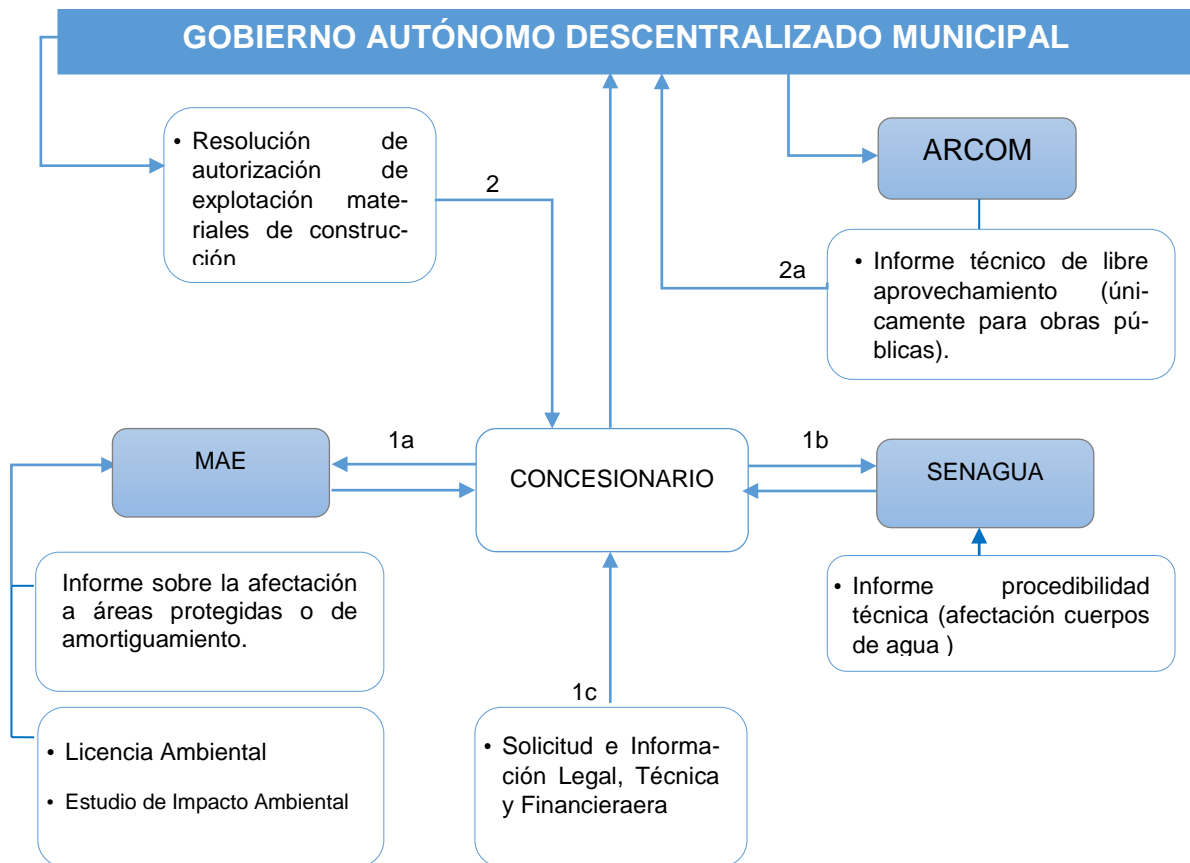 GOBIERNO AUTÓNOMO DESCENTRALIZADO MUNICIPAL
• Resolución de
autorización de
explotación mate-
riales de construc-
ción
2
ARCOM
2a
• Informe técnico de libre
aprovechamiento (úni-
camente para obras pú-
blicas).
MAE
1a
CONCESIONARIO
1b
SENAGUA
Informe sobre la afectación
a áreas protegidas o de
amortiguamiento.
• Informe procedibilidad
técnica (afectación cuerpos
de agua )
1c
• Licencia Ambiental
• Estudio de Impacto Ambiental
• Solicitud e Informa-
ción Legal, Técnica
y Financieraera